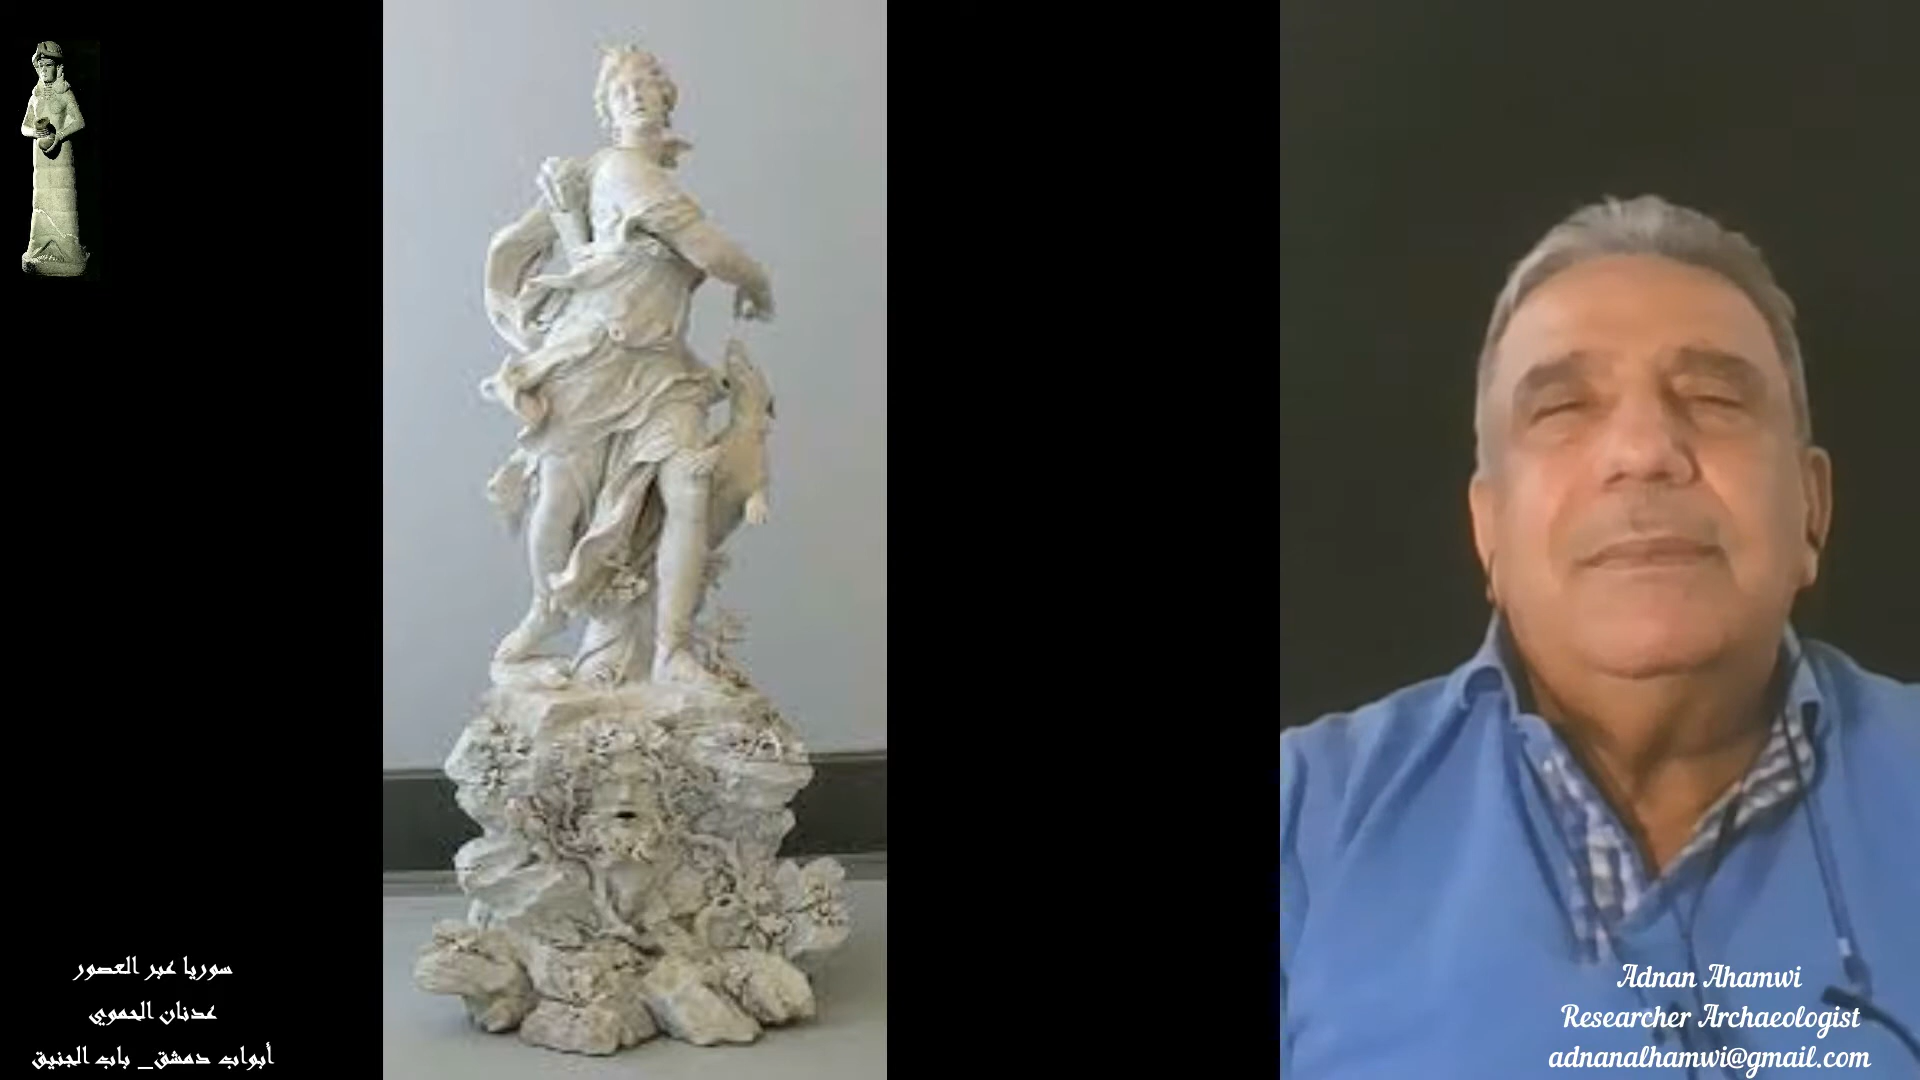 سوريا عبر العصور
عدنان الحموي
أبواب دمشق_ باب الجنيق
Adnan Ahamwi
Researcher Archaeologist
adnanalhamwi@gmail.com